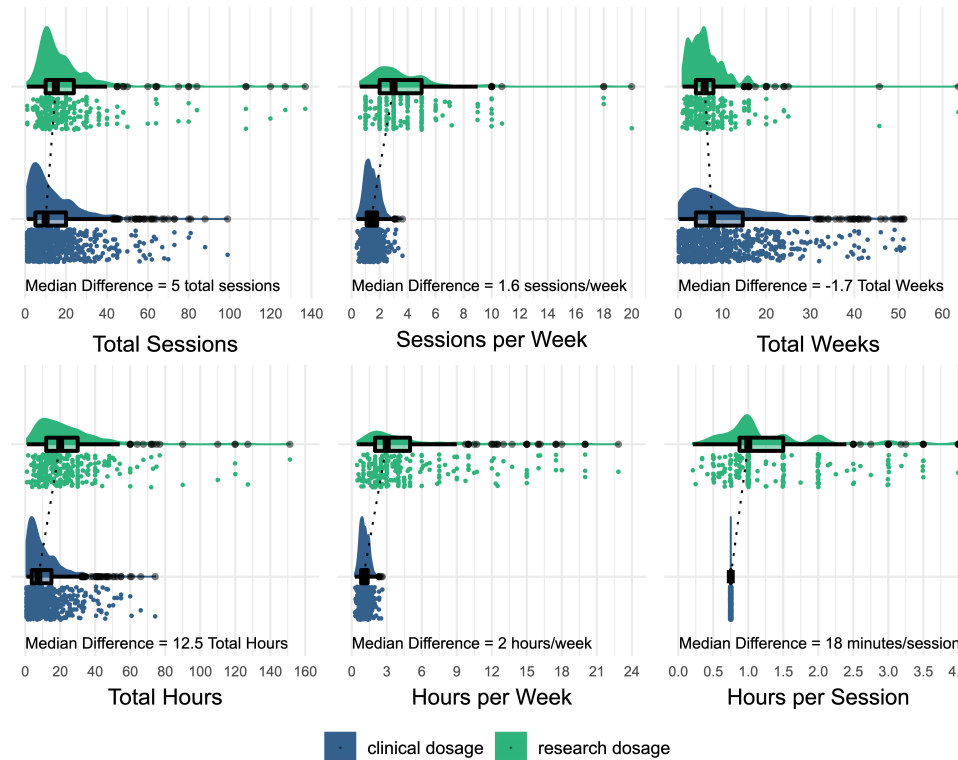 Median Difference = 5 total sessions
Median Difference = 1.6 sessions/week
Median Difference = -1.7 Total Weeks
0 20 40 60 80 100 120 140
0 2 4 6 8 10 12 14 16 18 20
0 10 20 30 40 50 60
Total Sessions
Sessions per Week
Total Weeks
Median Difference = 12.5 Total Hours
Median Difference = 2 hours/week
Median Difference = 18 minutes/session
0 20 40 60 80 100 120 140 160
0 3 6 9 12 15 18 21 24
0.0 0.5 1.0 1.5 2.0 2.5 3.0 3.5
Total Hours
Hours per Week
Hours per Session
clinical dosage
research dosage